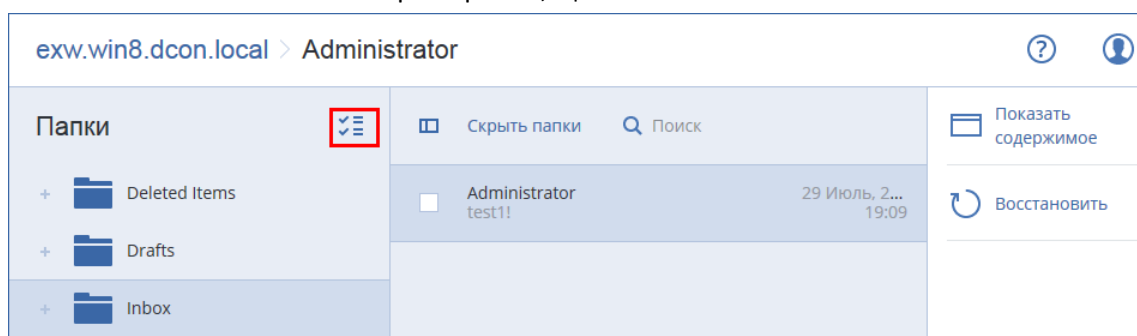 exw.win8.dcon.local > Administrator
Папки
Скрыть папки
Поиск
Показать
содержимое
Deleted Items
Administrator
29 Июль, 2...
test1!
19:09
Восстановить
Drafts
Inbox